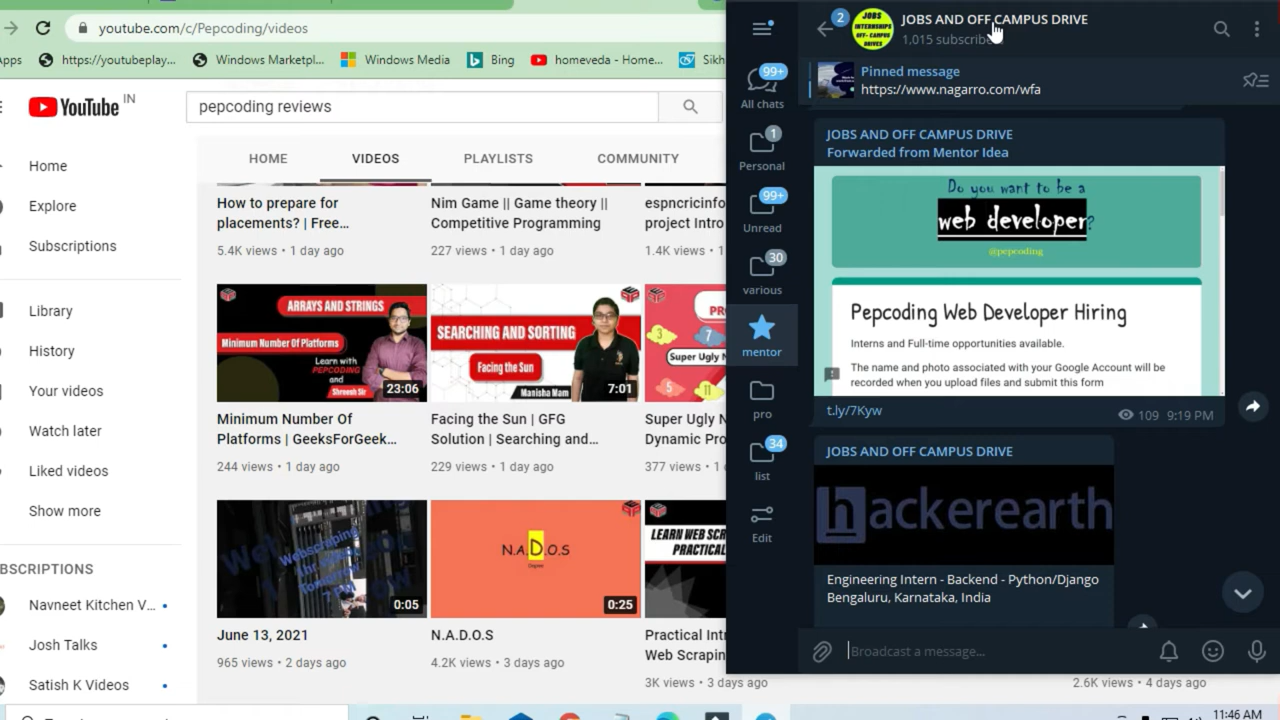 youtube.com/c/Pepcoding/videos
https://youtubeplay...
Windows Marketpl...
Windows Media
Bing
homeveda - Home...
YouTube IN
pepcoding reviews
HOME
VIDEOS
PLAYLISTS
COMMUNITY
Home
Explore
Subscriptions
Library
History
Your videos
Watch later
Liked videos
Show more
Navneet Kitchen V...
Josh Talks
Satish K Videos
How to prepare for
placements? | Free...
5.4K views • 1 day ago
Nim Game || Game theory ||
Competitive Programming
227 views • 1 day ago
espncricinfo
project Intro
1.4K views
ARRAYS AND STRINGS
Minimum Number Of Platforms
Learn with
PEPCODING
and
Shreesh Sir
23:06
Minimum Number Of
Platforms | GeeksForGeek...
244 views • 1 day ago
SEARCHING AND SORTING
Facing the Sun
Manisha Mam
7:01
Facing the Sun | GFG
Solution | Searching and...
229 views • 1 day ago
Super Ugly
377 views
0:05
June 13, 2021
965 views • 2 days ago
N.A.D.O.S
0:25
N.A.D.O.S
4.2K views • 3 days ago
LEARN WEB
PRACTICAL
Practical
Web Scrapin
3K views • 3 days ago
2.6K views • 4 days ago
2
JOBS
INTERNSHIPS
OFF- CAMPUS
DRIVES
JOBS AND OFF CAMPUS DRIVE
1,015
Pinned message
https://www.nagarro.com/wfa
99+
All chats
1
Personal
99+
Unread
30
various
mentor
pro
34
list
Edit
JOBS AND OFF CAMPUS DRIVE
Forwarded from Mentor Idea
Do you want to be a
web developer?
@pepcoding
Pepcoding Web Developer Hiring
Interns and Full-time opportunities available.
The name and photo associated with your Google Account will be
recorded when you upload files and submit this form
t.ly/7Kyw
109 9:19 PM
JOBS AND OFF CAMPUS DRIVE
hackerearth
Engineering Intern - Backend - Python/Django
Bengaluru, Karnataka, India
Broadcast a message...
11:46 AM